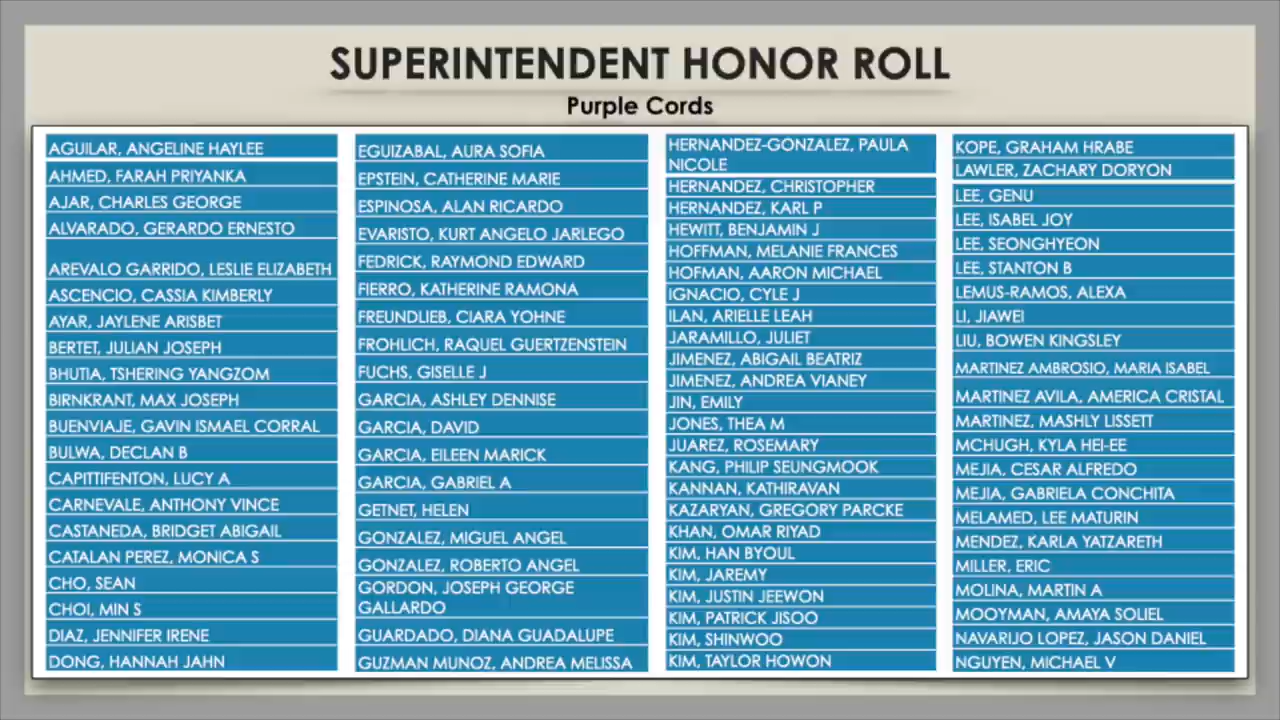 SUPERINTENDENT HONOR ROLL
Purple Cords
AGUILAR, ANGELINE HAYLEE
AHMED, FARAH PRIYANKA
AJAR, CHARLES GEORGE
ALVARADO, GERARDO ERNESTO
AREVALO GARRIDO, LESLIE ELIZABETH
ASCENCIO, CASSIA KIMBERLY
AYAR, JAYLENE ARISBET
BERTET, JULIAN JOSEPH
BHUTIA, TSHERING YANGZOM
BIRNKRANT, MAX JOSEPH
BUENVIAJE, GAVIN ISMAEL CORRAL
BULWA, DECLAN B
CAPITTIFENTON, LUCY A
CARNEVALE, ANTHONY VINCE
CASTANEDA, BRIDGET ABIGAIL
CATALAN PEREZ, MONICA S
CHO, SEAN
CHOI, MIN S
DIAZ, JENNIFER IRENE
DONG, HANNAH JAHN
EGUIZABAL, AURA SOFIA
EPSTEIN, CATHERINE MARIE
ESPINOSA, ALAN RICARDO
EVARISTO, KURT ANGELO JARLEGO
FEDRICK, RAYMOND EDWARD
FIERRO, KATHERINE RAMONA
FREUNDLIEB, CIARA YOHNE
FROHLICH, RAQUEL GUERTZENSTEIN
FUCHS, GISELLE J
GARCIA, ASHLEY DENNISE
GARCIA, DAVID
GARCIA, EILEEN MARICK
GARCIA, GABRIEL A
GETNET, HELEN
GONZALEZ, MIGUEL ANGEL
GONZALEZ, ROBERTO ANGEL
GORDON, JOSEPH GEORGE
GALLARDO
GUARDADO, DIANA GUADALUPE
GUZMAN MUNOZ, ANDREA MELISSA
HERNANDEZ-GONZALEZ, PAULA
NICOLE
HERNANDEZ, CHRISTOPHER
HERNANDEZ, KARL P
HEWITT, BENJAMIN J
HOFFMAN, MELANIE FRANCES
HOFMAN, AARON MICHAEL
IGNACIO, CYLE J
ILAN, ARIELLE LEAH
JARAMILLO, JULIET
JIMENEZ, ABIGAIL BEATRIZ
JIMENEZ, ANDREA VIANEY
JIN, EMILY
JONES, THEA M
JUAREZ, ROSEMARY
KANG, PHILIP SEUNGMOOK
KANNAN, KATHIRAVAN
KAZARYAN, GREGORY PARCKE
KHAN, OMAR RIYAD
KIM, HAN BYOUL
KIM, JAREMY
KIM, JUSTIN JEEWON
KIM, PATRICK JISOO
KIM, SHINWOO
KIM, TAYLOR HOWON
KOPE, GRAHAM HRABE
LAWLER, ZACHARY DORYON
LEE, GENU
LEE, ISABEL JOY
LEE, SEONGHYEON
LEE, STANTON B
LEMUS-RAMOS, ALEXA
LI, JIAWEI
LIU, BOWEN KINGSLEY
MARTINEZ AMBROSIO, MARIA ISABEL
MARTINEZ AVILA, AMERICA CRISTAL
MARTINEZ, MASHLY LISSETT
MCHUGH, KYLA HEI-EE
MEJIA, CESAR ALFREDO
MEJIA, GABRIELA CONCHITA
MELAMED, LEE MATURIN
MENDEZ, KARLA YATZARETH
MILLER, ERIC
MOLINA, MARTIN A
MOOYMAN, AMAYA SOLIEL
NAVARIJO LOPEZ, JASON DANIEL
NGUYEN, MICHAEL V